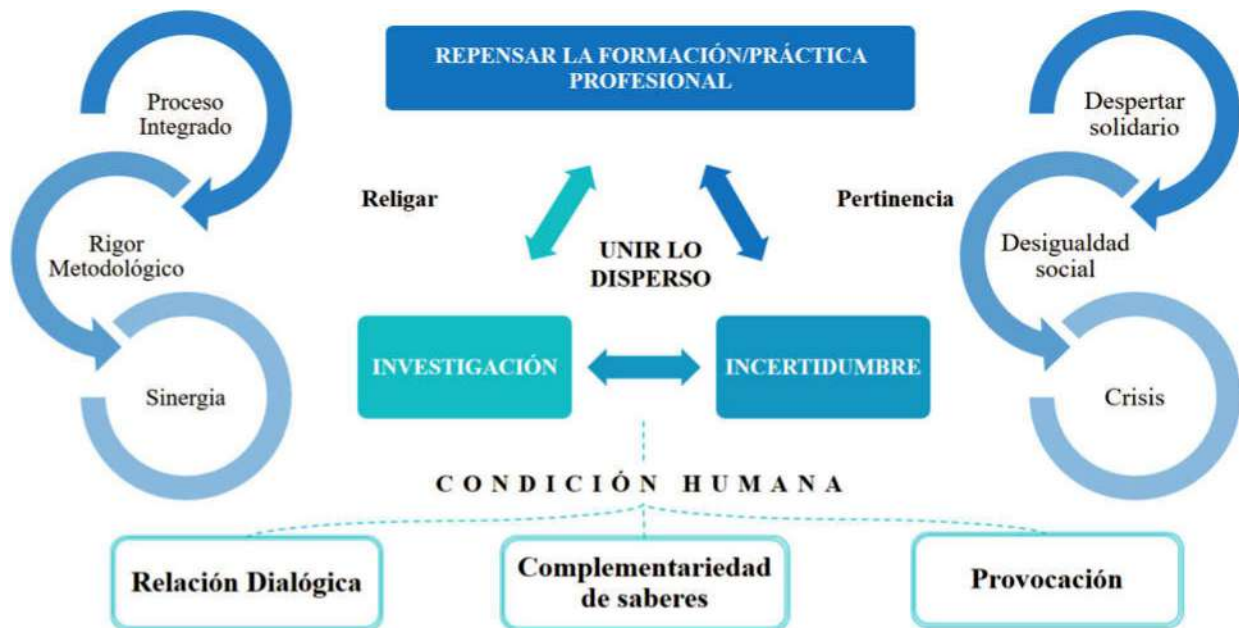 REPENSAR LA FORMACIÓN/PRÁCTICA
PROFESIONAL
Proceso
Integrado
Rigor
Metodológico
Sinergia
Religar
UNIR LO
DISPERSO
Pertinencia
Despertar
solidario
Desigualdad
social
Crisis
INVESTIGACIÓN
INCERTIDUMBRE
CONDICIÓN HUMANA
Relación Dialógica
Complementariedad
de saberes
Provocación